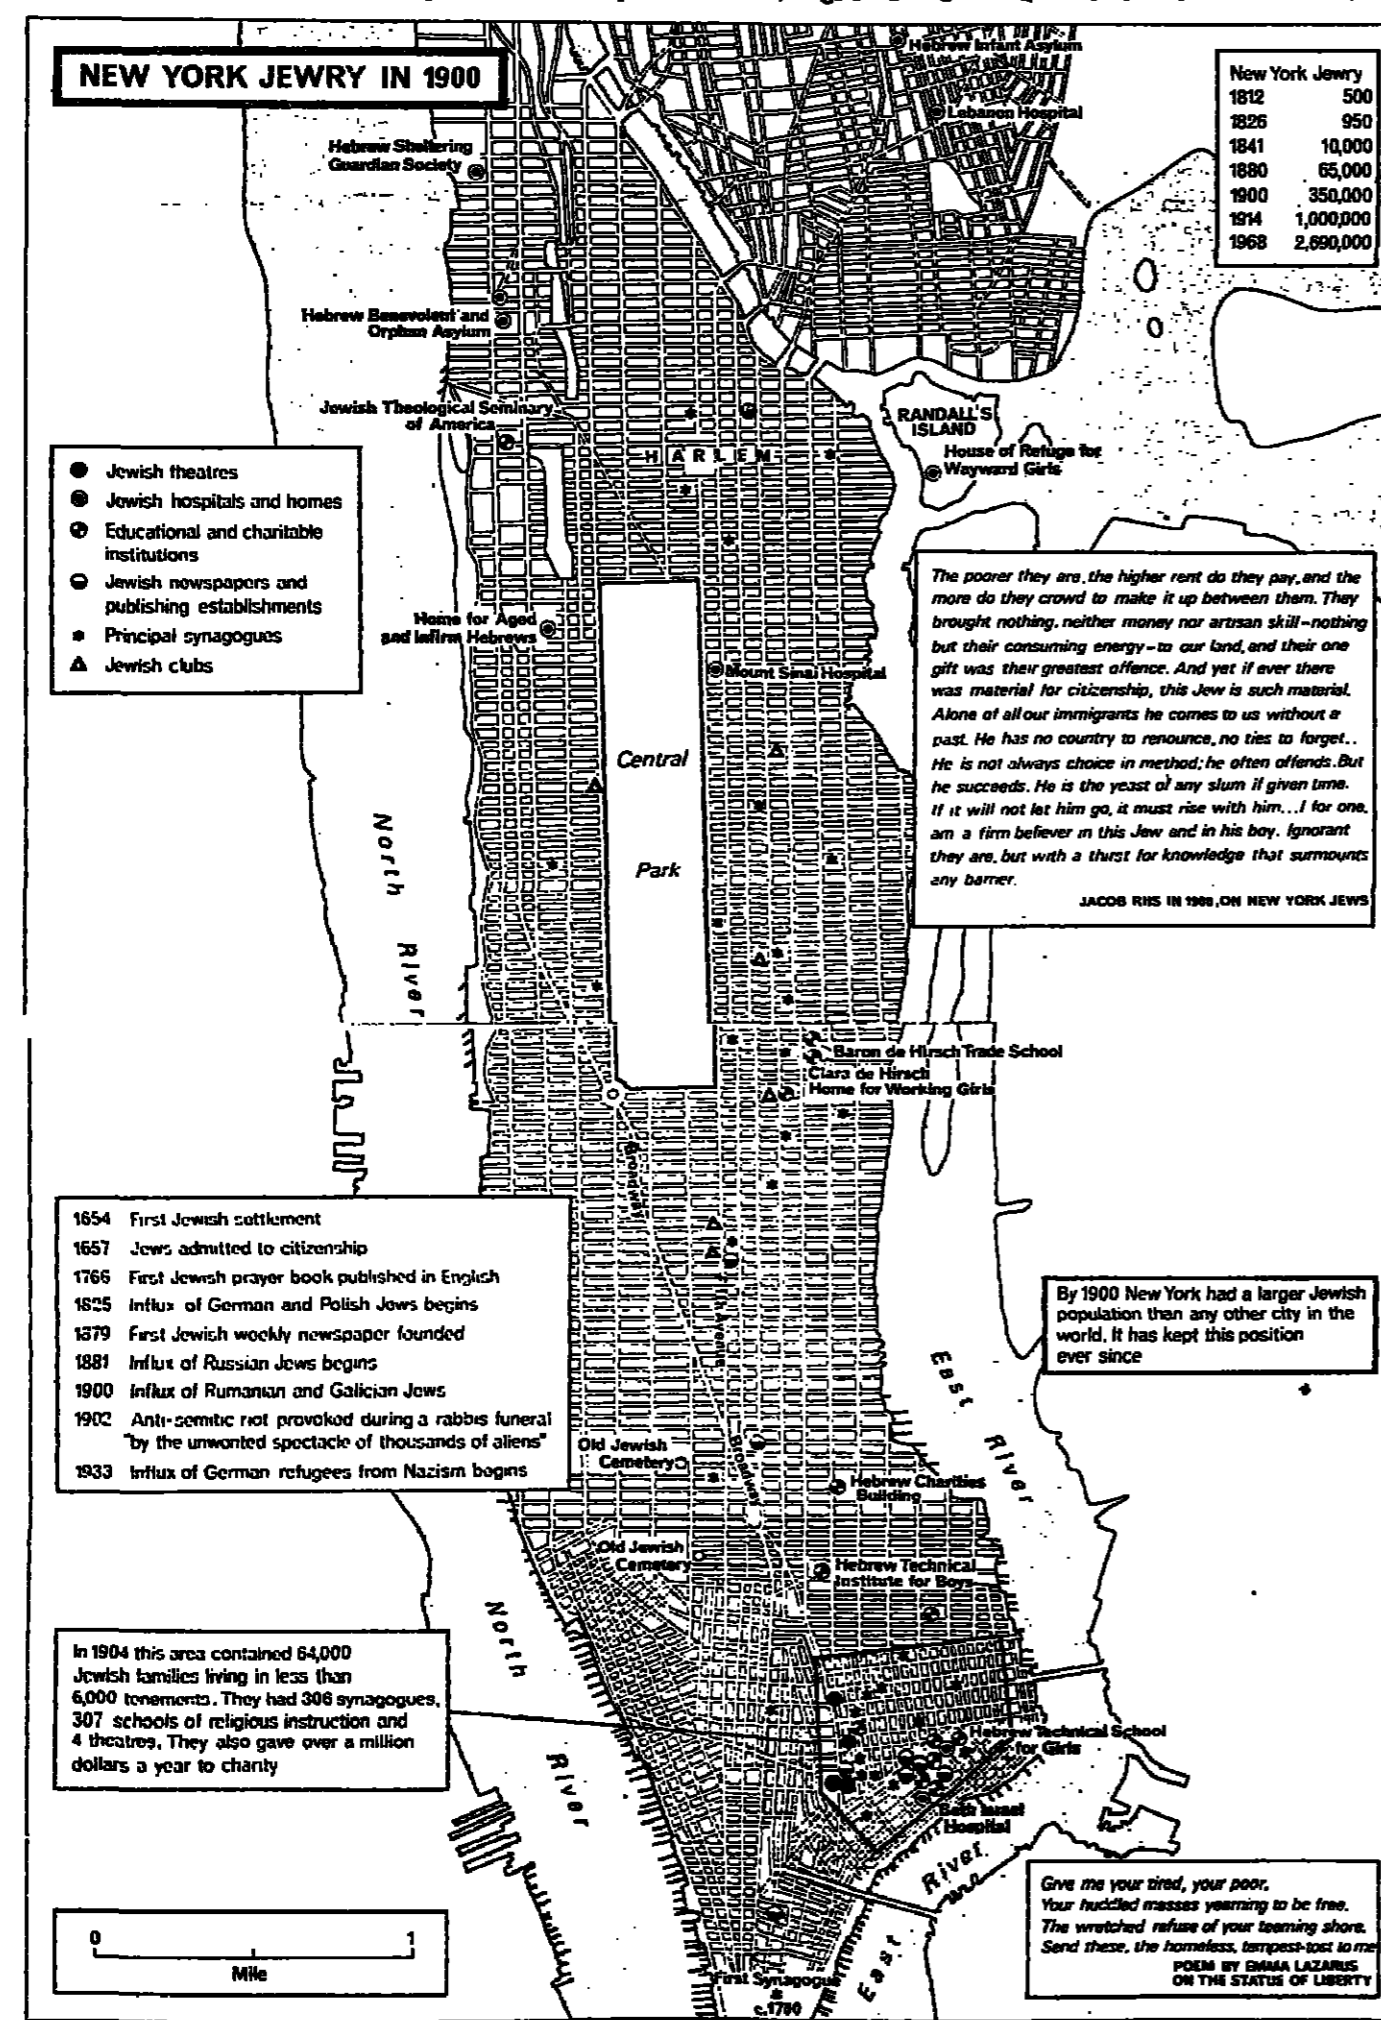 NEW YORK JEWRY IN 1900
New York Jewry
1812 500
1826 950
1841 10,000
1880 65,000
1900 350,000
1914 1,000,000
1968 2,690,000
Hebrew Infant Asylum
Lebanon Hospital
Hebrew Sheltering
Guardian Society
Hebrew Benevolent and
Orphan Asylum
Jewish Theological Seminary
of America
HARLEM
RANDALL'S
ISLAND
House of Refuge for
Wayward Girls
Jewish theatres
Jewish hospitals and homes
Educational and charitable
institutions
Jewish newspapers and
publishing establishments
Principal synagogues
Jewish clubs
The poorer they are, the higher rent do they pay, and the
more do they crowd to make it up between them. They
brought nothing, neither money nor artisan skill–nothing
but their consuming energy–to our land, and their one
gift was their greatest offence. And yet if ever there
was material for citizenship, this Jew is such material.
Alone of all our immigrants he comes to us without a
past. He has no country to renounce, no ties to forget..
He is not always choice in method; he often offends. But
he succeeds. He is the yeast of any slum if given time.
If it will not let him go, it must rise with him...I for one,
am a firm believer in this Jew and in his boy. Ignorant
they are, but with a thirst for knowledge that surmounts
any barrier.
JACOB RIIS IN ,ON NEW YORK JEWS
Home for Aged
and Infirm Hebrews
Mount Sinai Hospital
Central
Park
North
River
Baron de Hirsch Trade School
Clara de Hirsch
Home for Working Girls
Broadway
Fifth Avenue
1654 First Jewish settlement
1657 Jews admitted to citizenship
1766 First Jewish prayer book published in English
1825 Influx of German and Polish Jews begins
1879 First Jewish weekly newspaper founded
1881 Influx of Russian Jews begins
1900 Influx of Rumanian and Galician Jews
1902 Anti-semitic riot provoked during a rabbis funeral
"by the unwonted spectacle of thousands of aliens"
1933 Influx of German refugees from Nazism begins
By 1900 New York had a larger Jewish
population than any other city in the
world. It has kept this position
ever since
East
River
Old Jewish
Cemetery
Broadway
Hebrew Charities
Building
Old Jewish
Cemetery
Hebrew Technical
Institute for Boys
North
River
In 1904 this area contained 64,000
Jewish families living in less than
6,000 tenements. They had 306 synagogues,
307 schools of religious instruction and
4 theatres. They also gave over a million
dollars a year to charity
Hebrew Technical School
for Girls
Beth Israel
Hospital
East River
Give me your tired, your poor,
Your huddled masses yearning to be free.
The wretched refuse of your teeming shore.
Send these, the homeless, tempest-tost to me
POEM BY EMMA LAZARUS
ON THE STATUS OF LIBERTY
0 1
Mile
First Synagogue
c.1780